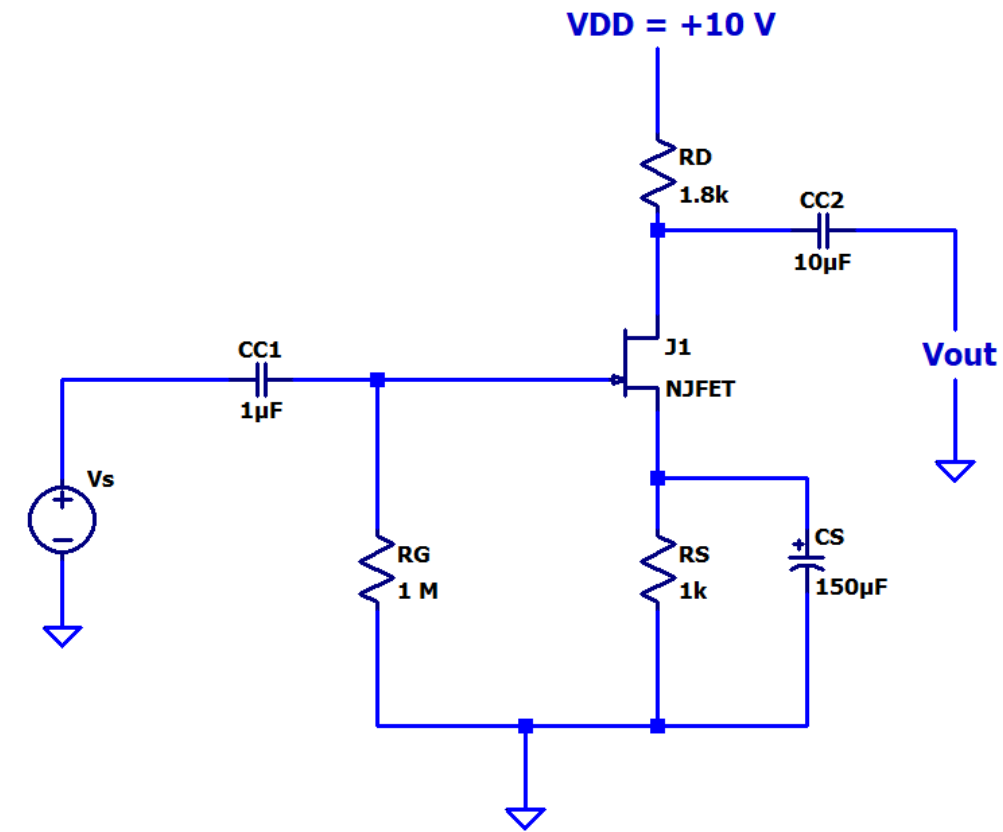 VDD = +10 V
RD
1.8k
CC2
10µF
J1
NJFET
Vout
CC1
1µF
Vs
+
−
RG
1 M
RS
1k
+
CS
150µF